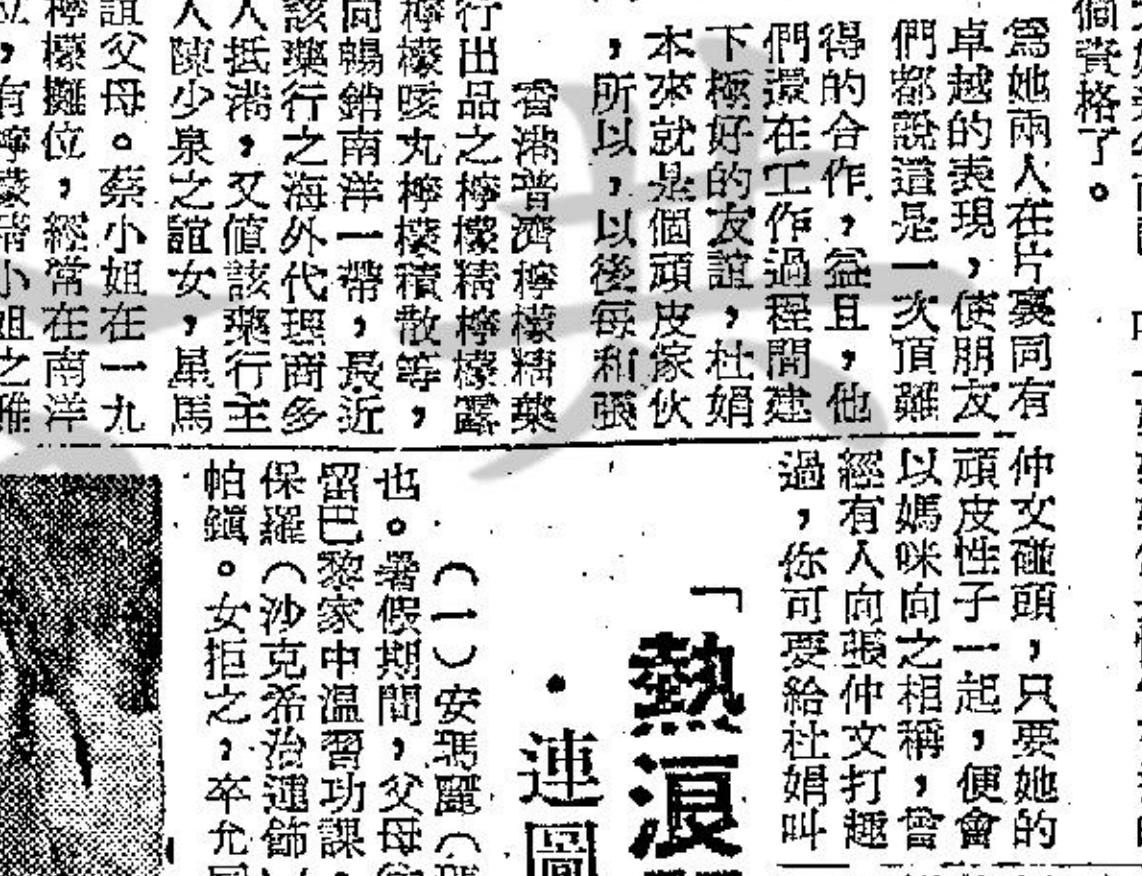 個資格了。
為她兩人在片裏同有
卓越的表現，使朋友
們都說這是一次頂難
得的合作，益且，他
們還在工作過程間建
下極好的友誼，杜娟
本來就是個頑皮傢伙
，所以，以後每和張
仲文碰頭，只要她的
頑皮性子一起，便會
以媽咪向之相稱，曾
經有人向張仲文打趣
過，你可要給杜娟叫
香港普濟檸檬精藥
行出品之檸檬精檸檬露
檸檬咳丸檸檬積散等，
向暢銷南洋一帶，最近
該藥行之海外代理商多
人抵港，又値該藥行主
人陳少泉之誼女，星馬
誼父母。蔡小姐在一九
檸檬攤位，經常在南洋
位，有檸檬小姐之雅
「熱浪
・連圖
（一）安瑪麗（
也。暑假期間，父母
留巴黎家中溫習功課
保羅（沙克希治運飾
帕鎭。女拒之，卒允